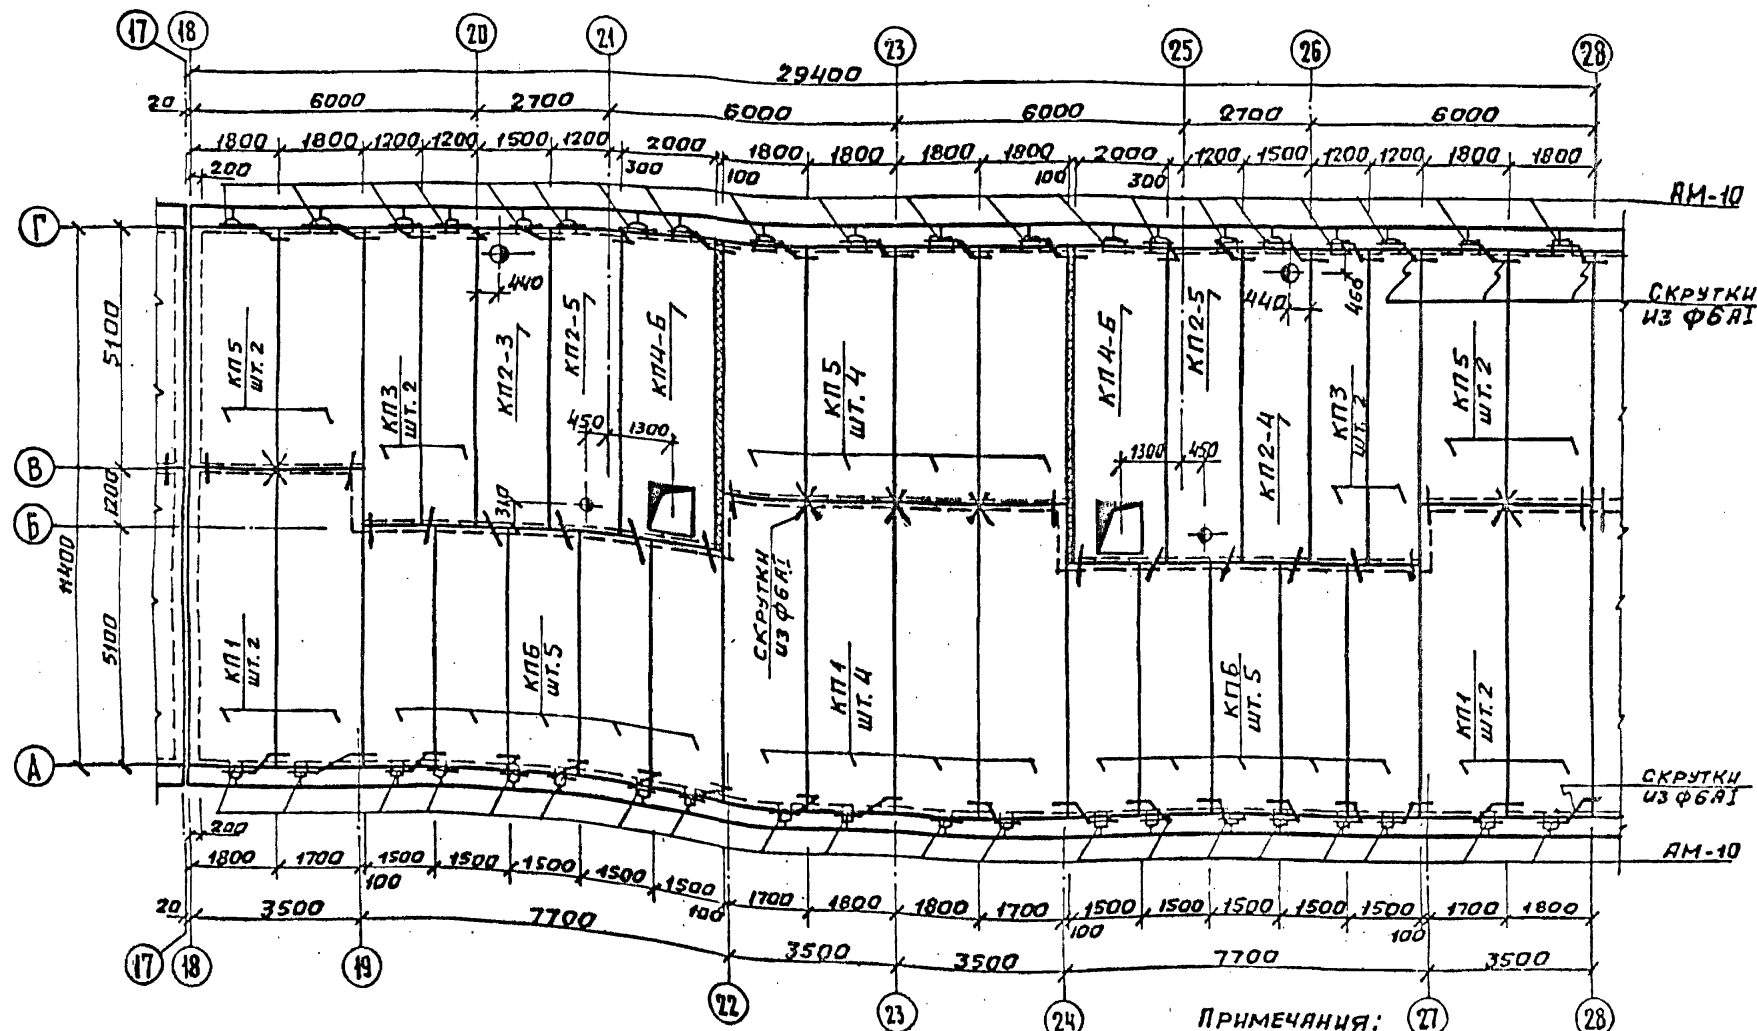 17 18 20 21 23 25 26 28
29400
20 6000 2700 6000 6000 2700 6000
1800 1800 1200 1200 1500 1200 2000 1800 1800 1800 1800 2000 1200 1500 1200 1200 1800 1800
200 300 100 100 300
АМ-10
Г
440 440 460
СКРУТКИ
ИЗ Ф6АI
5100
КП5
шт.2
КП3
шт.2
КП2-3
КП2-5
КП4-6
КП5
шт.4
КП4-6
КП2-5
КП2-4
КП3
шт.2
КП5
шт.2
450 1300 1300 450
В
1200
310
Б
11400
СКРУТКИ
ИЗ Ф6АI
5100
КП1
шт.2
КП6
шт.5
КП1
шт.4
КП6
шт.5
КП1
шт.2
А
СКРУТКИ
ИЗ Ф6АI
200
АМ-10
1800 1700 1500 1500 1500 1500 1500 1700 1800 1800 1700 1500 1500 1500 1500 1500 1700 1800
100 100 100 100
20 3500 7700 3500 3500 7700 3500
17 18 19 22 23 24 27 28
ПРИМЕЧАНИЯ: